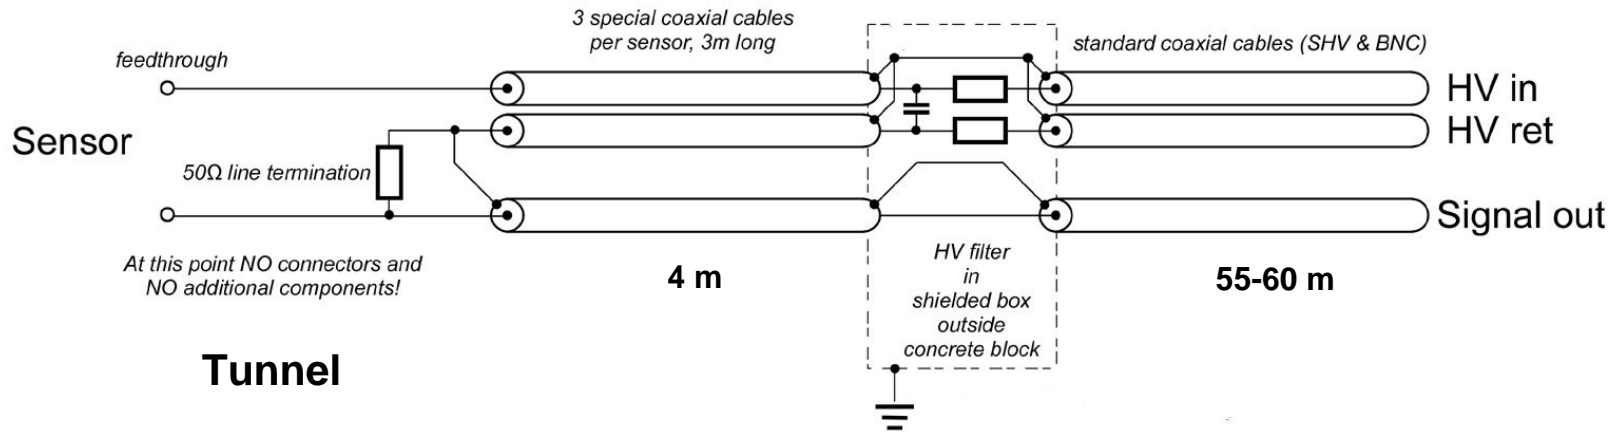 3 special coaxial cables
per sensor, 3m long
standard coaxial cables (SHV & BNC)
feedthrough
HV in
HV ret
Sensor
50Ω line termination
Signal out
At this point NO connectors and
NO additional components!
4 m
HV filter
in
shielded box
outside
concrete block
55-60 m
Tunnel